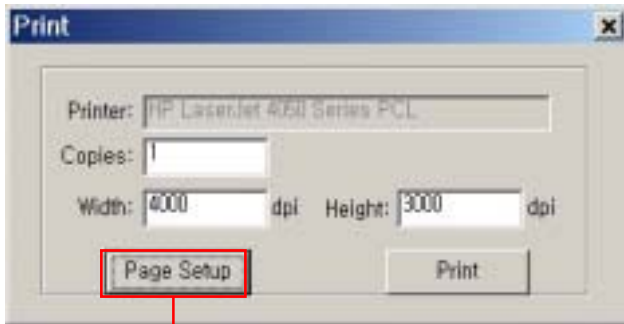 Print
Printer: HP LaserJet 4050 Series PCL
Copies: 1
Width: 4000 dpi Height: 3000 dpi
Page Setup Print